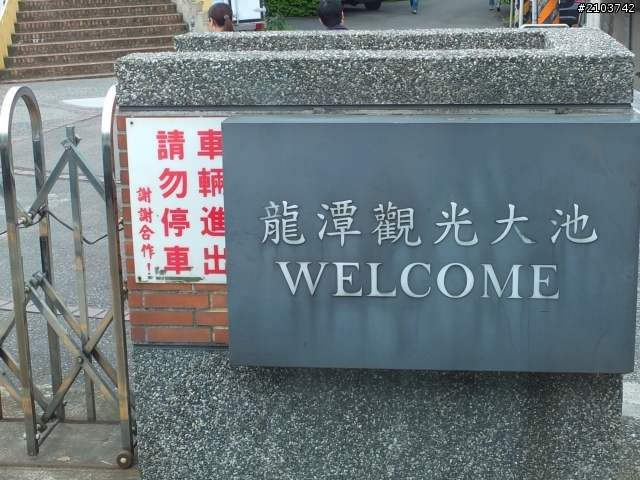 #2103742
車輛進出
請勿停車
謝謝合作!
龍潭觀光大池
WELCOME